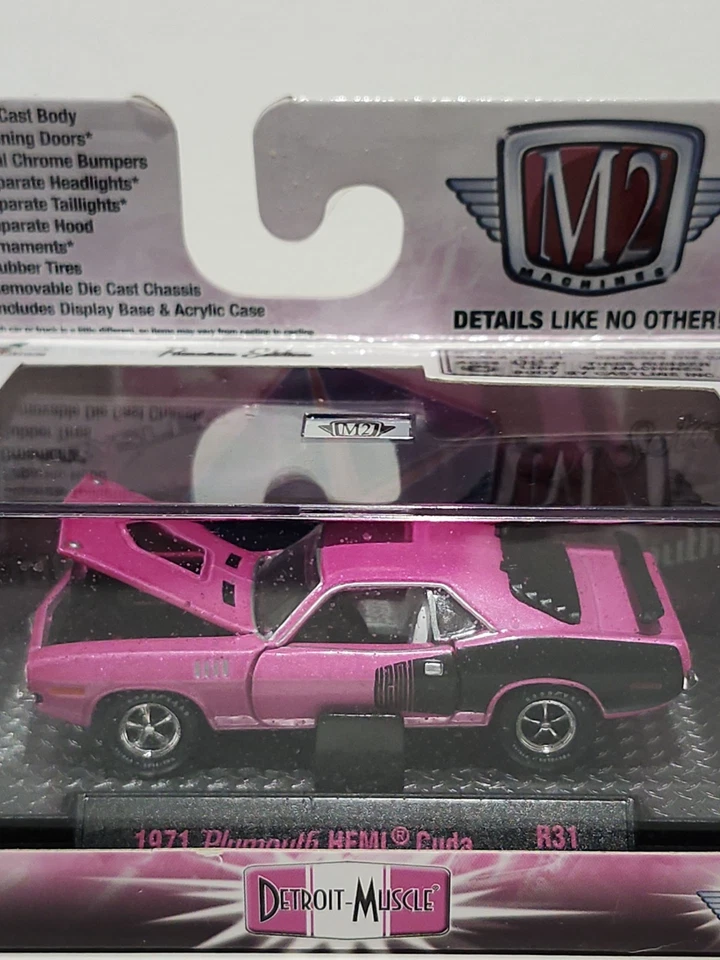 Cast Body
ning Doors*
l Chrome Bumpers
parate Headlights*
parate Taillights*
parate Hood
rnaments*
ubber Tires
emovable Die Cast Chassis
ncludes Display Base & Acrylic Case
M2
MACHINES
DETAILS LIKE NO OTHER!
M2
1971 Plymouth HEMI® Cuda R31
DETROIT-MUSCLE